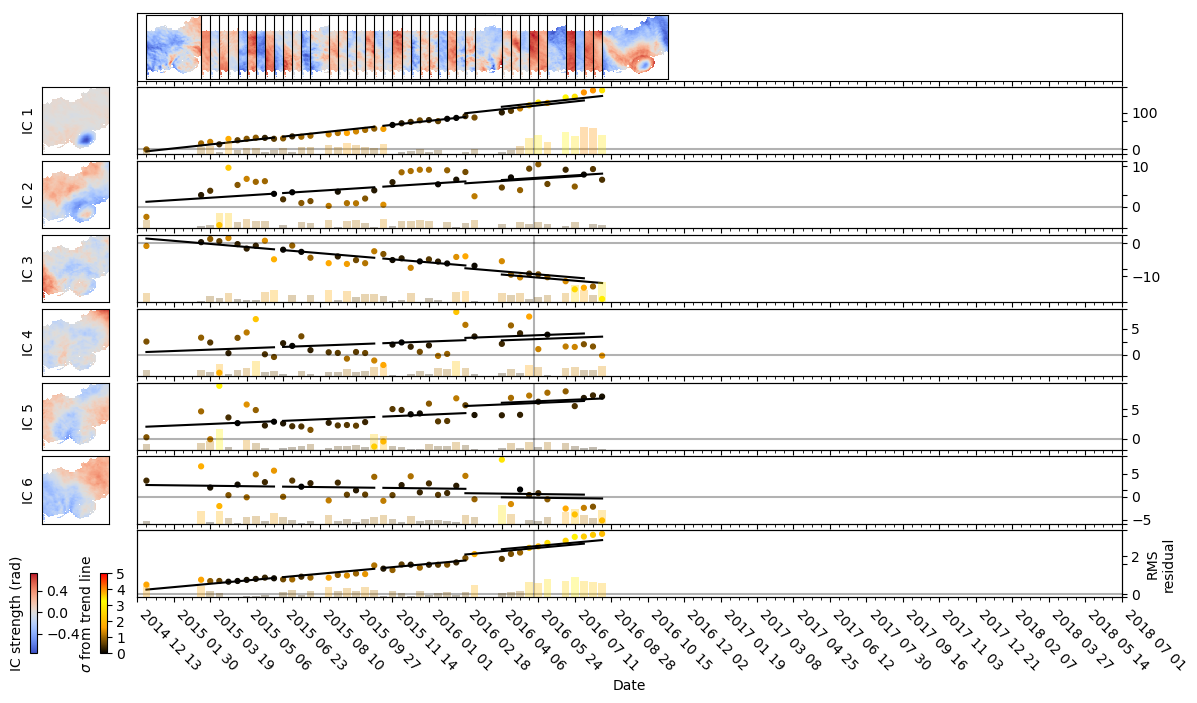 IC 1
100
0
IC 2
10
0
IC 3
0
−10
IC 4
5
0
IC 5
5
0
IC 6
5
0
−5
2
0
RMS
residual
IC strength (rad)
0.4
0.0
−0.4
σ from trend line
5
4
3
2
1
0
2014 12 13
2015 01 30
2015 03 19
2015 05 06
2015 06 23
2015 08 10
2015 09 27
2015 11 14
2016 01 01
2016 02 18
2016 04 06
2016 05 24
2016 07 11
2016 08 28
2016 10 15
2016 12 02
2017 01 19
2017 03 08
2017 04 25
2017 06 12
2017 07 30
2017 09 16
2017 11 03
2017 12 21
2018 02 07
2018 03 27
2018 05 14
2018 07 01
Date